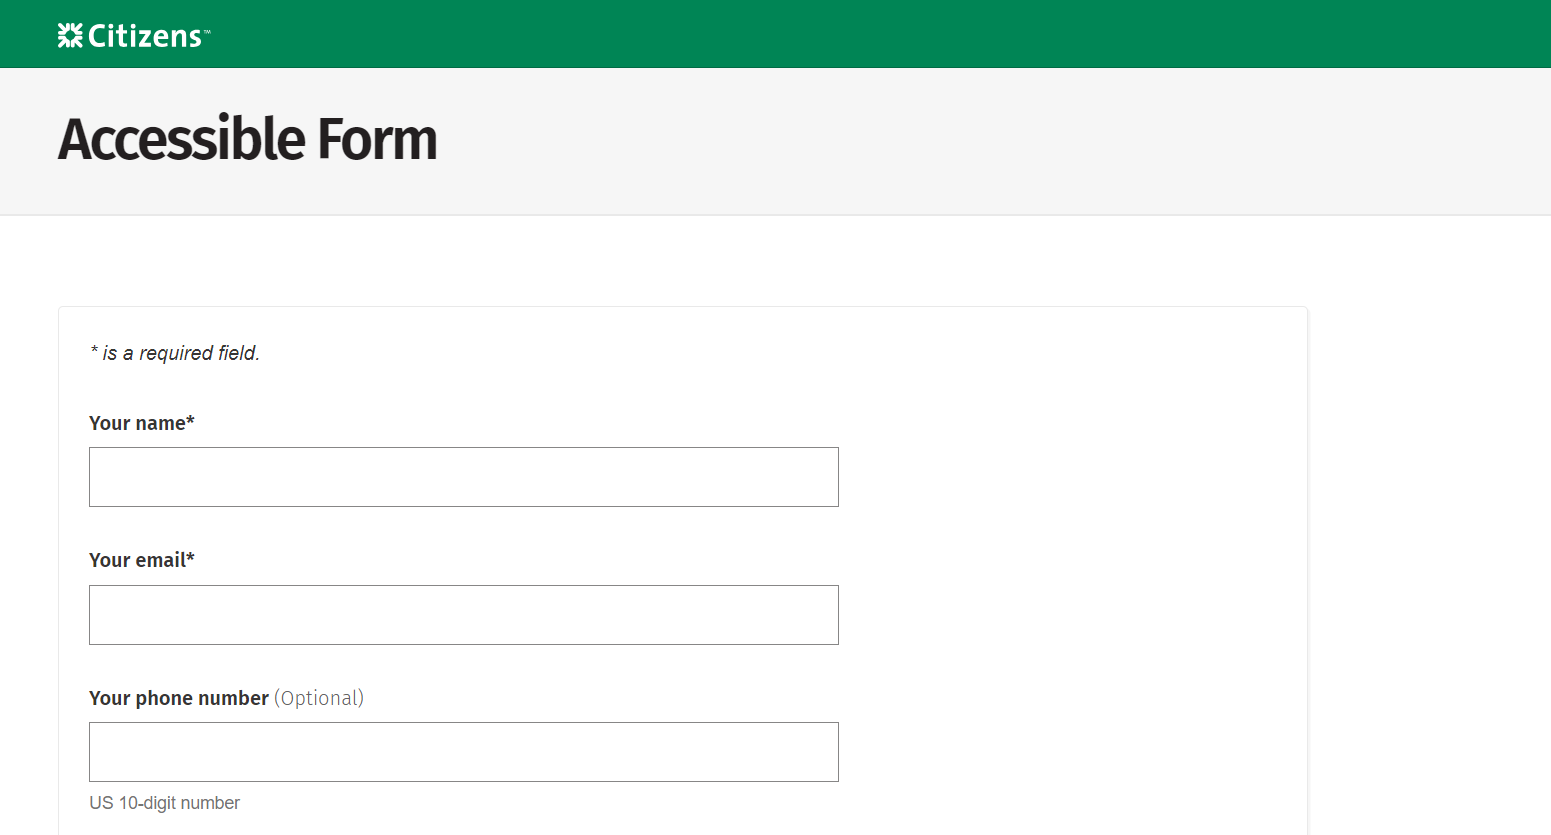 Citizens™
Accessible Form
* is a required field.
Your name*
Your email*
Your phone number (Optional)
US 10-digit number